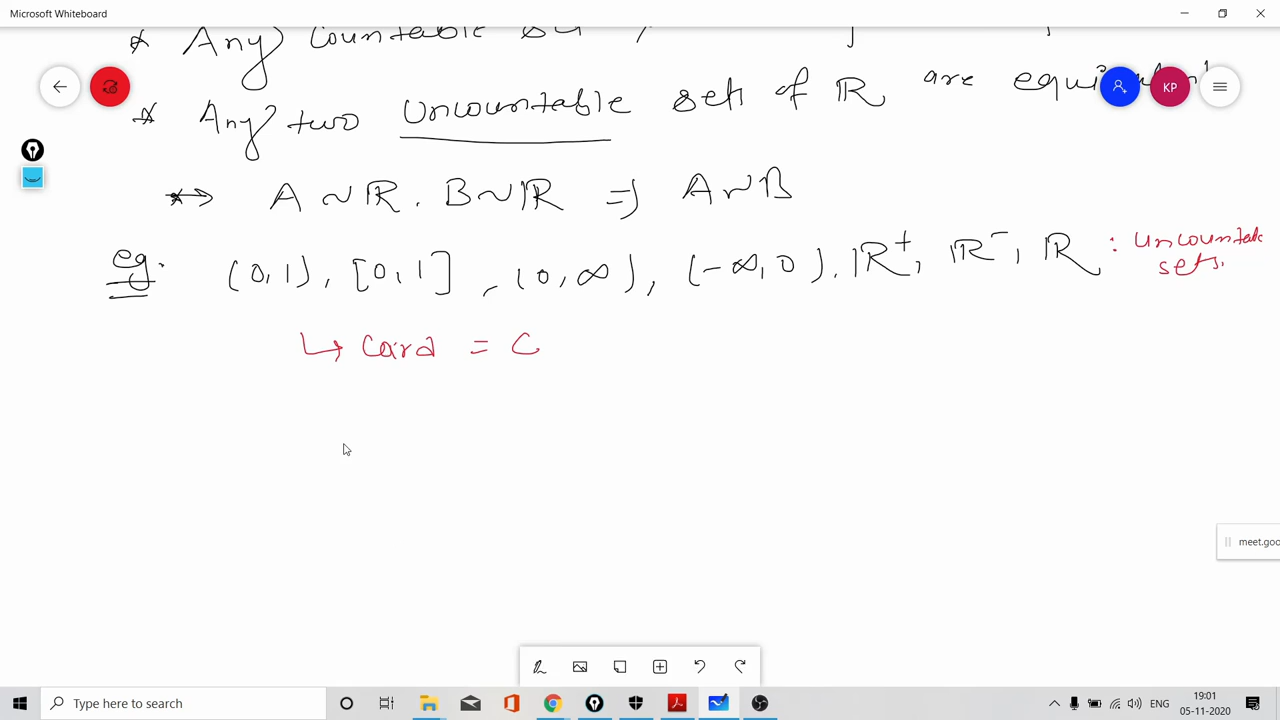 Microsoft Whiteboard
* Any countable
* Any two uncountable sets of ℝ are
KP
A ~ ℝ. B ~ ℝ ⇒ A ~ B
eg. (0,1), [0,1], (0,∞), (-∞,0), ℝ⁺, ℝ⁻, ℝ : uncountable
sets.
↳ Card = C
meet.goo
Type here to search
ENG
19:01
05-11-2020